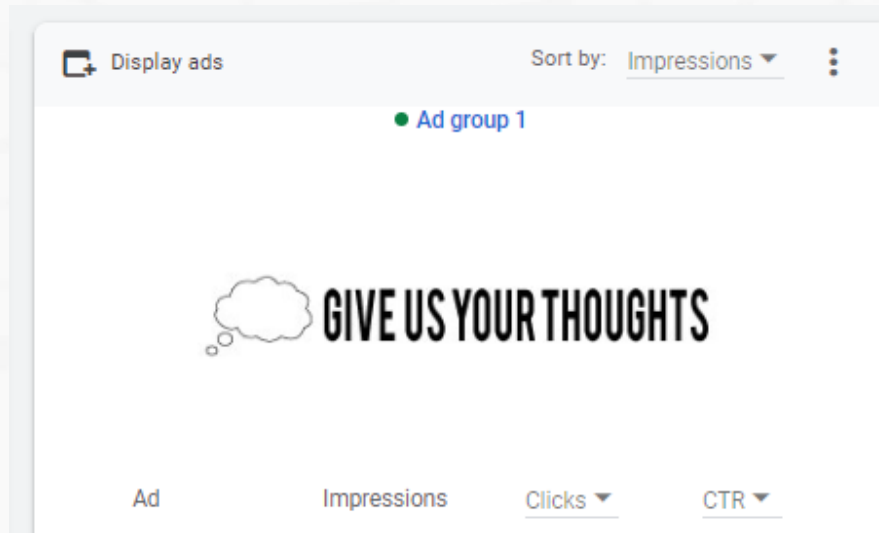 Display ads Sort by: Impressions
Ad group 1
GIVE US YOUR THOUGHTS
Ad Impressions Clicks CTR